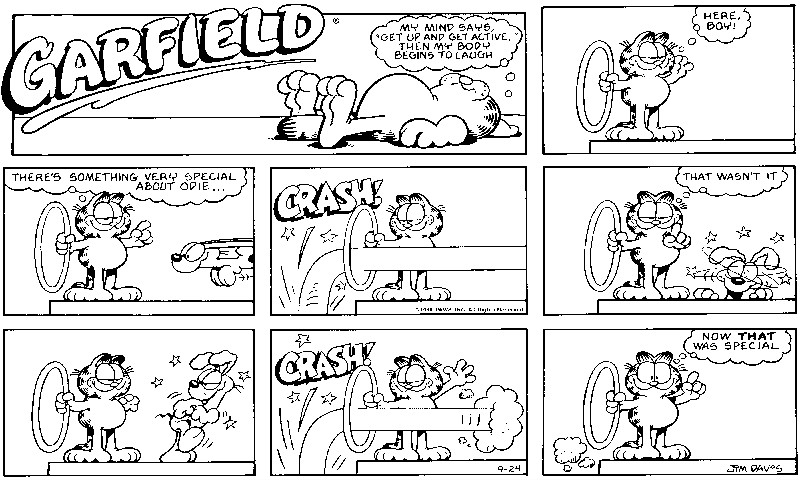 GARFIELD
®
MY MIND SAYS,
"GET UP AND GET ACTIVE,
THEN MY BODY
BEGINS TO LAUGH
HERE,
BOY!
THERE'S SOMETHING VERY SPECIAL
ABOUT ODIE...
CRASH!
THAT WASN'T IT
CRASH!
9-24
NOW THAT
WAS SPECIAL
JIM DAVIS